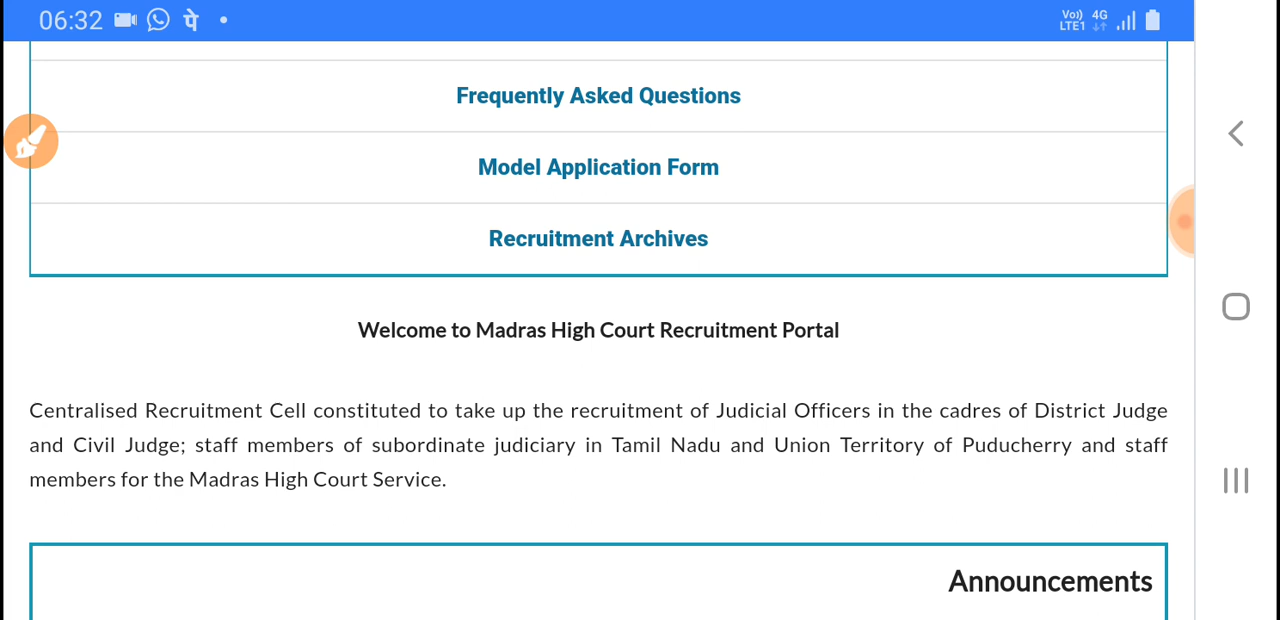 06:32 पे Vo)) 4G
LTE1
Frequently Asked Questions
Model Application Form
Recruitment Archives
Welcome to Madras High Court Recruitment Portal
Centralised Recruitment Cell constituted to take up the recruitment of Judicial Officers in the cadres of District Judge
and Civil Judge; staff members of subordinate judiciary in Tamil Nadu and Union Territory of Puducherry and staff
members for the Madras High Court Service.
Announcements